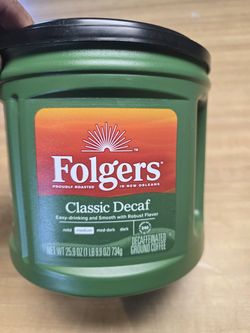 Folgers®
PROUDLY ROASTED IN NEW ORLEANS
Classic Decaf
Easy-drinking and Smooth with Robust Flavor
mild medium med-dark dark
DECAFFEINATED
GROUND COFFEE
NET WT 25.9 OZ (1 LB 9.9 OZ) 734g